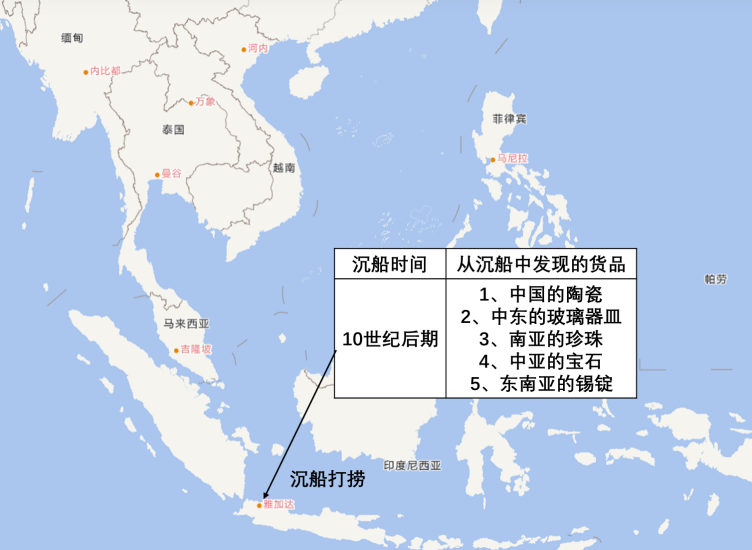 缅甸
河内
内比都
万象
泰国
菲律宾
马尼拉
曼谷
越南
沉船时间
从沉船中发现的货品
10世纪后期
1、中国的陶瓷
2、中东的玻璃器皿
3、南亚的珍珠
4、中亚的宝石
5、东南亚的锡锭
帕劳
马来西亚
吉隆坡
印度尼西亚
沉船打捞
雅加达